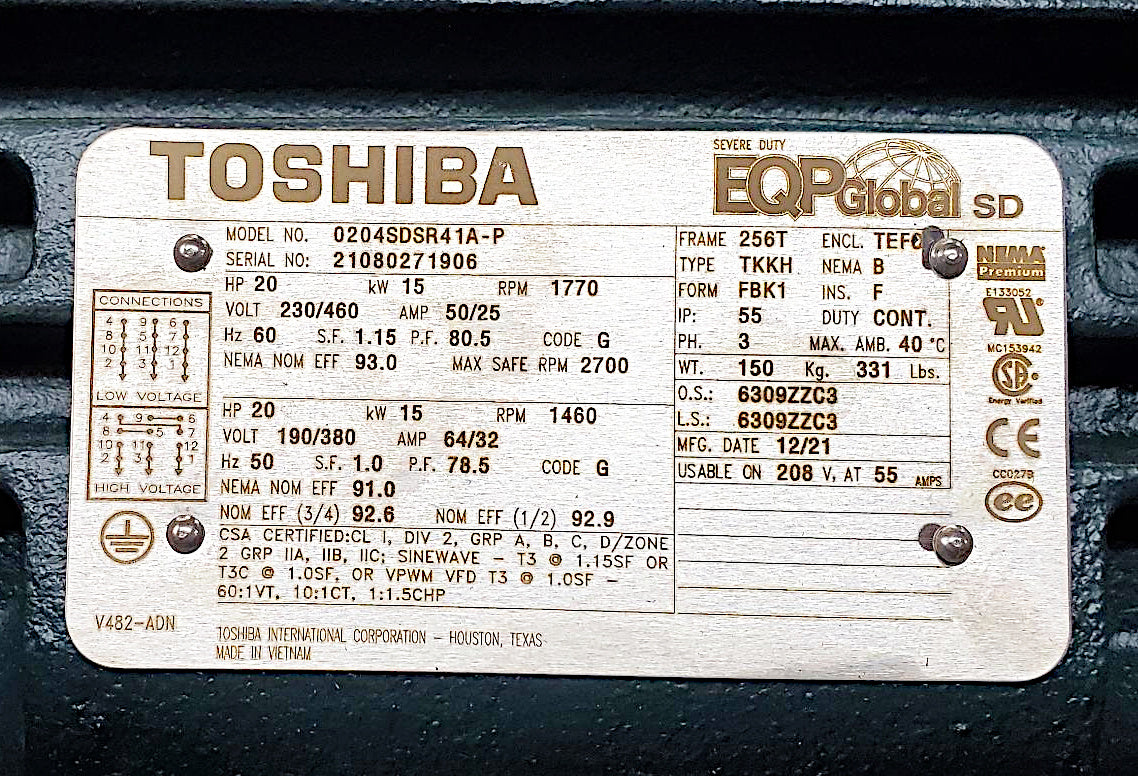 TOSHIBA
SEVERE DUTY
EQP Global SD
MODEL NO. 0204SDSR41A-P
SERIAL NO: 21080271906
HP 20 kW 15 RPM 1770
VOLT 230/460 AMP 50/25
Hz 60 S.F. 1.15 P.F. 80.5 CODE G
NEMA NOM EFF 93.0 MAX SAFE RPM 2700
HP 20 kW 15 RPM 1460
VOLT 190/380 AMP 64/32
Hz 50 S.F. 1.0 P.F. 78.5 CODE G
NEMA NOM EFF 91.0
NOM EFF (3/4) 92.6 NOM EFF (1/2) 92.9
CSA CERTIFIED:CL I, DIV 2, GRP A, B, C, D/ZONE
2 GRP IIA, IIB, IIC; SINEWAVE - T3 @ 1.15SF OR
T3C @ 1.0SF, OR VPWM VFD T3 @ 1.0SF -
60:1VT, 10:1CT, 1:1.5CHP
FRAME 256T ENCL. TEFC
TYPE TKKH NEMA B
FORM FBK1 INS. F
IP: 55 DUTY CONT.
PH. 3 MAX. AMB. 40 °C
WT. 150 Kg. 331 Lbs.
O.S.: 6309ZZC3
L.S.: 6309ZZC3
MFG. DATE 12/21
USABLE ON 208 V, AT 55 AMPS
CONNECTIONS
4 9 6
8 5 7
10 11 12
2 3 1
LOW VOLTAGE
4 9 6
8 5 7
10 11 12
2 3 1
HIGH VOLTAGE
NEMA
Premium
E133052
UR
MC153942
SA
Energy Verified
CE
CC027B
ee
V482-ADN
TOSHIBA INTERNATIONAL CORPORATION - HOUSTON, TEXAS
MADE IN VIETNAM